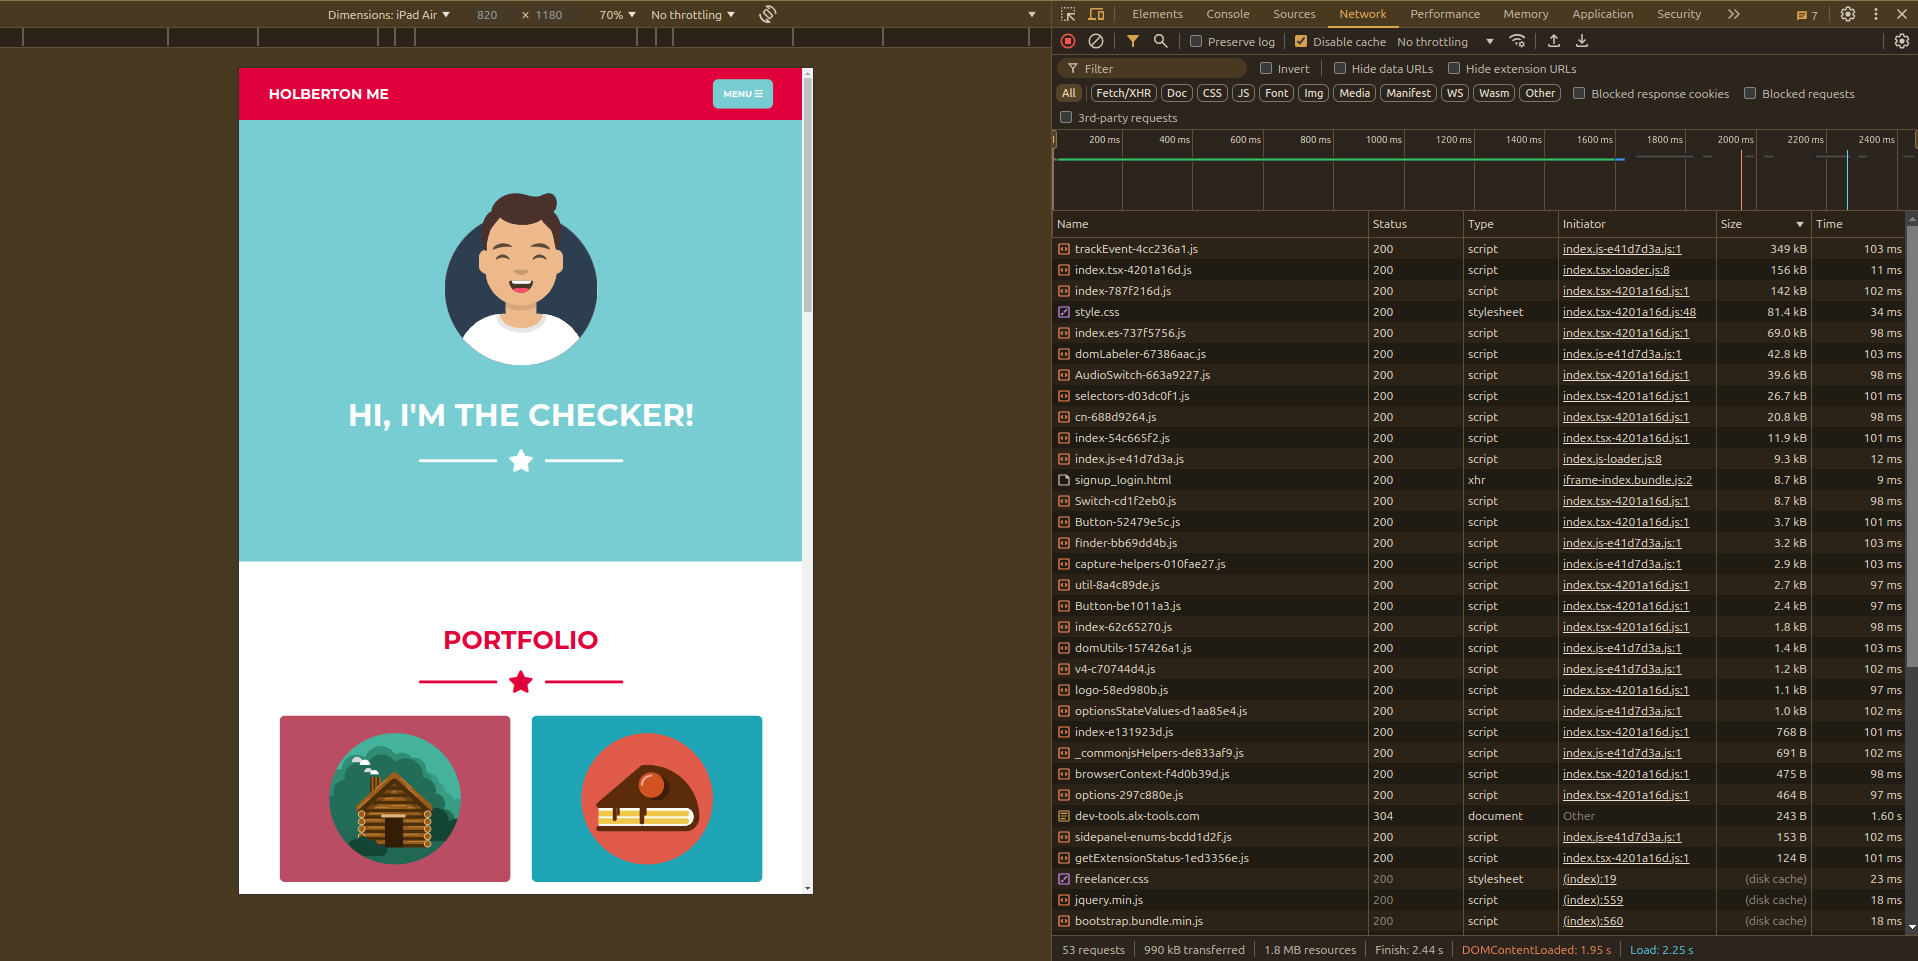 Dimensions: iPad Air 820 × 1180 70% No throttling
Elements Console Sources Network Performance Memory Application Security 7
Preserve log Disable cache No throttling
Filter Invert Hide data URLs Hide extension URLs
All Fetch/XHR Doc CSS JS Font Img Media Manifest WS Wasm Other Blocked response cookies Blocked requests
3rd-party requests
200 ms 400 ms 600 ms 800 ms 1000 ms 1200 ms 1400 ms 1600 ms 1800 ms 2000 ms 2200 ms 2400 ms
HOLBERTON ME MENU
HI, I'M THE CHECKER!
PORTFOLIO
Name Status Type Initiator Size Time
trackEvent-4cc236a1.js 200 script index.js-e41d7d3a.js:1 349 kB 103 ms
index.tsx-4201a16d.js 200 script index.tsx-loader.js:8 156 kB 11 ms
index-787f216d.js 200 script index.tsx-4201a16d.js:1 142 kB 102 ms
style.css 200 stylesheet index.tsx-4201a16d.js:48 81.4 kB 34 ms
index.es-737f5756.js 200 script index.tsx-4201a16d.js:1 69.0 kB 98 ms
domLabeler-67386aac.js 200 script index.js-e41d7d3a.js:1 42.8 kB 103 ms
AudioSwitch-663a9227.js 200 script index.tsx-4201a16d.js:1 39.6 kB 98 ms
selectors-d03dc0f1.js 200 script index.tsx-4201a16d.js:1 26.7 kB 101 ms
cn-688d9264.js 200 script index.tsx-4201a16d.js:1 20.8 kB 98 ms
index-54c665f2.js 200 script index.tsx-4201a16d.js:1 11.9 kB 101 ms
index.js-e41d7d3a.js 200 script index.js-loader.js:8 9.3 kB 12 ms
signup_login.html 200 xhr iframe-index.bundle.js:2 8.7 kB 9 ms
Switch-cd1f2eb0.js 200 script index.tsx-4201a16d.js:1 8.7 kB 98 ms
Button-52479e5c.js 200 script index.tsx-4201a16d.js:1 3.7 kB 101 ms
finder-bb69dd4b.js 200 script index.js-e41d7d3a.js:1 3.2 kB 103 ms
capture-helpers-010fae27.js 200 script index.js-e41d7d3a.js:1 2.9 kB 103 ms
util-8a4c89de.js 200 script index.tsx-4201a16d.js:1 2.7 kB 97 ms
Button-be1011a3.js 200 script index.tsx-4201a16d.js:1 2.4 kB 97 ms
index-62c65270.js 200 script index.tsx-4201a16d.js:1 1.8 kB 98 ms
domUtils-157426a1.js 200 script index.js-e41d7d3a.js:1 1.4 kB 103 ms
v4-c70744d4.js 200 script index.js-e41d7d3a.js:1 1.2 kB 102 ms
logo-58ed980b.js 200 script index.tsx-4201a16d.js:1 1.1 kB 97 ms
optionsStateValues-d1aa85e4.js 200 script index.js-e41d7d3a.js:1 1.0 kB 102 ms
index-e131923d.js 200 script index.tsx-4201a16d.js:1 768 B 101 ms
_commonjsHelpers-de833af9.js 200 script index.js-e41d7d3a.js:1 691 B 102 ms
browserContext-f4d0b39d.js 200 script index.tsx-4201a16d.js:1 475 B 98 ms
options-297c880e.js 200 script index.tsx-4201a16d.js:1 464 B 97 ms
dev-tools.alx-tools.com 304 document Other 243 B 1.60 s
sidepanel-enums-bcdd1d2f.js 200 script index.js-e41d7d3a.js:1 153 B 102 ms
getExtensionStatus-1ed3356e.js 200 script index.tsx-4201a16d.js:1 124 B 101 ms
freelancer.css 200 stylesheet (index):19 (disk cache) 23 ms
jquery.min.js 200 script (index):559 (disk cache) 18 ms
bootstrap.bundle.min.js 200 script (index):560 (disk cache) 18 ms
53 requests 990 kB transferred 1.8 MB resources Finish: 2.44 s DOMContentLoaded: 1.95 s Load: 2.25 s